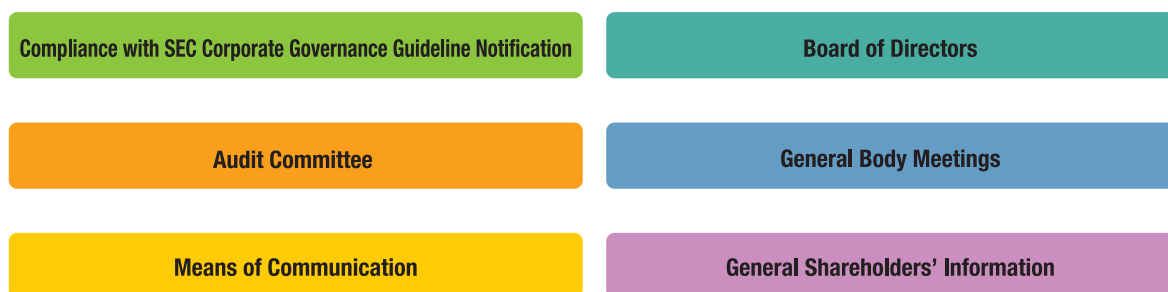 Compliance with SEC Corporate Governance Guideline Notification
Board of Directors
Audit Committee
General Body Meetings
Means of Communication
General Shareholders’ Information